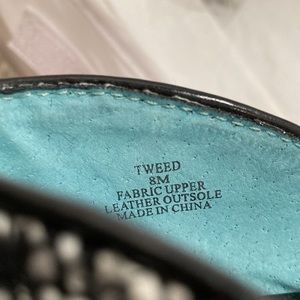 TWEED
8M
FABRIC UPPER
LEATHER OUTSOLE
MADE IN CHINA